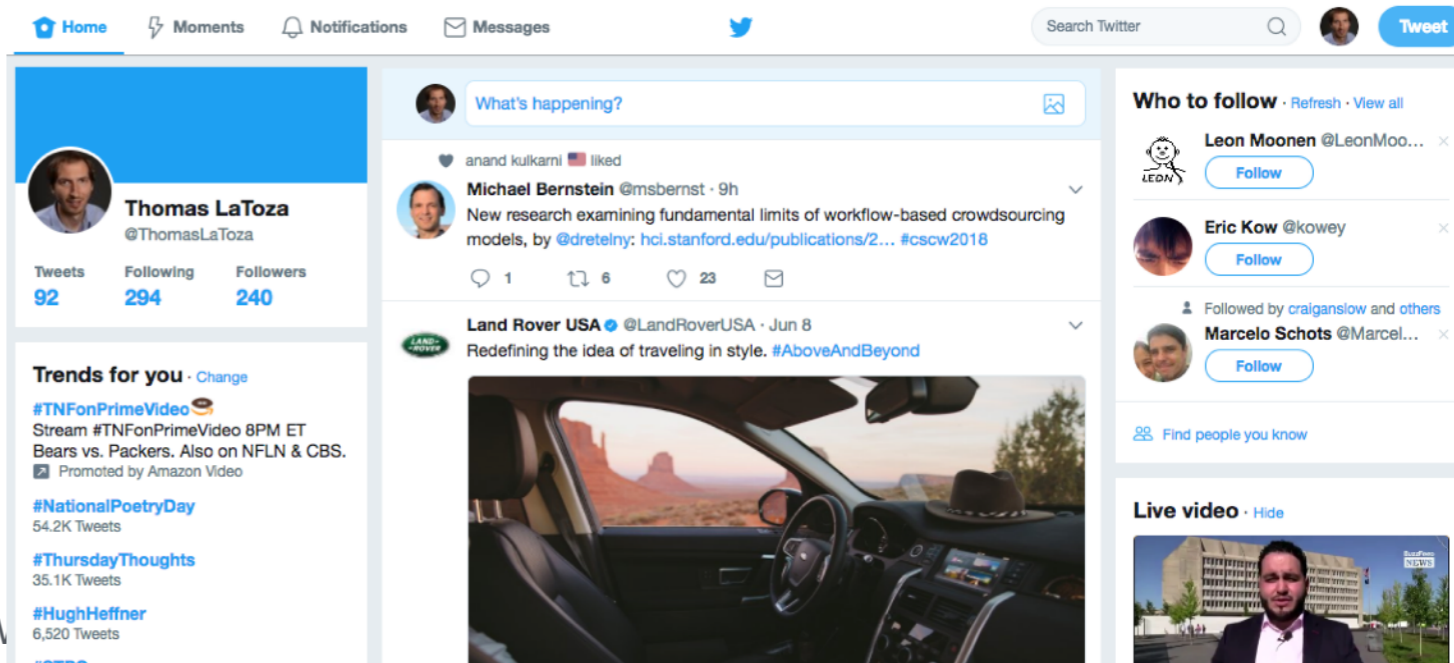 Home
Moments
Notifications
Messages
Search Twitter
Tweet
Thomas LaToza
@ThomasLaToza
Tweets Following Followers
92 294 240
Trends for you · Change
#TNFonPrimeVideo
Stream #TNFonPrimeVideo 8PM ET
Bears vs. Packers. Also on NFLN & CBS.
Promoted by Amazon Video
#NationalPoetryDay
54.2K Tweets
#ThursdayThoughts
35.1K Tweets
#HughHeffner
6,520 Tweets
What's happening?
anand kulkarni liked
Michael Bernstein @msbernst · 9h
New research examining fundamental limits of workflow-based crowdsourcing
models, by @dretelny: hci.stanford.edu/publications/2... #cscw2018
1 6 23
Land Rover USA @LandRoverUSA · Jun 8
LAND-
ROVER
Redefining the idea of traveling in style. #AboveAndBeyond
Who to follow · Refresh · View all
Leon Moonen @LeonMoo...
LEON
Follow
Eric Kow @kowey
Follow
Followed by craiganslow and others
Marcelo Schots @Marcel...
Follow
Find people you know
Live video · Hide
BuzzFeed
NEWS